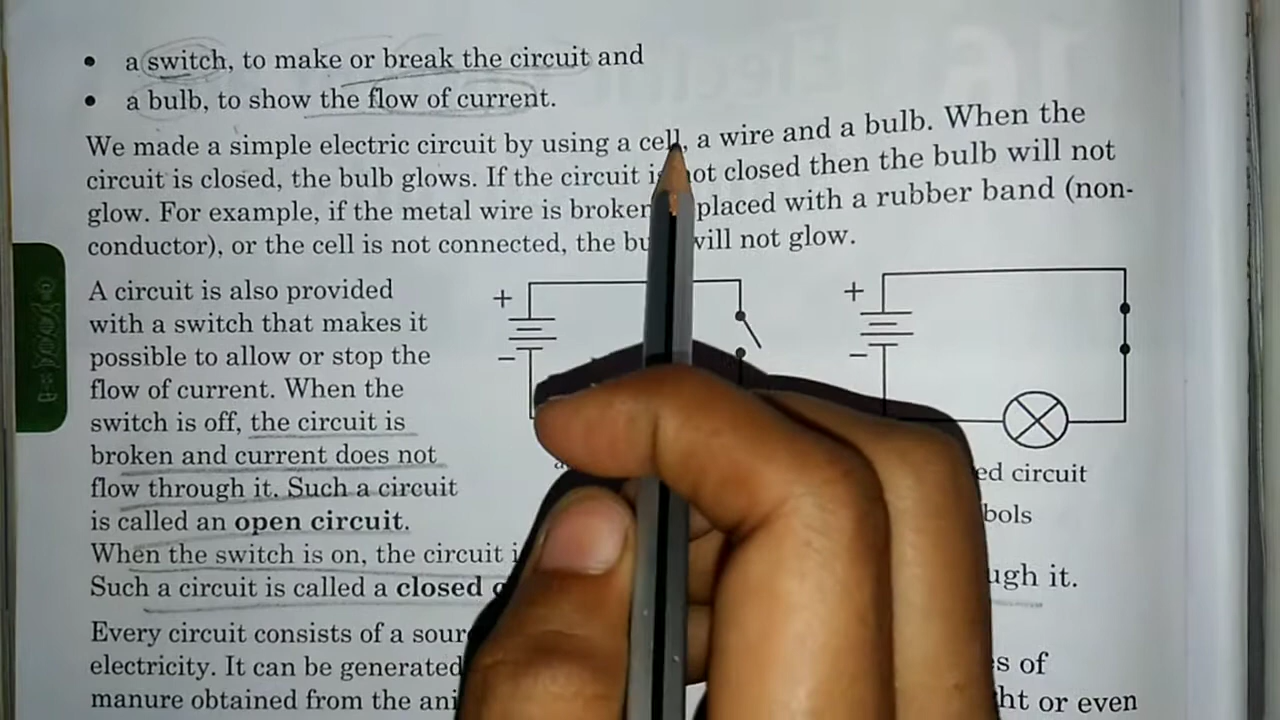 • a switch, to make or break the circuit and
• a bulb, to show the flow of current.
We made a simple electric circuit by using a cell, a wire and a bulb. When the
circuit is closed, the bulb glows. If the circuit is not closed then the bulb will not
glow. For example, if the metal wire is broken placed with a rubber band (non-
conductor), or the cell is not connected, the bu will not glow.
A circuit is also provided
with a switch that makes it
possible to allow or stop the
flow of current. When the
switch is off, the circuit is
broken and current does not
flow through it. Such a circuit
is called an open circuit.
When the switch is on, the circuit
Such a circuit is called a closed
Every circuit consists of a
electricity. It can be generated
manure obtained from the
+
−
+
−
circuit
ugh it.
of
or even